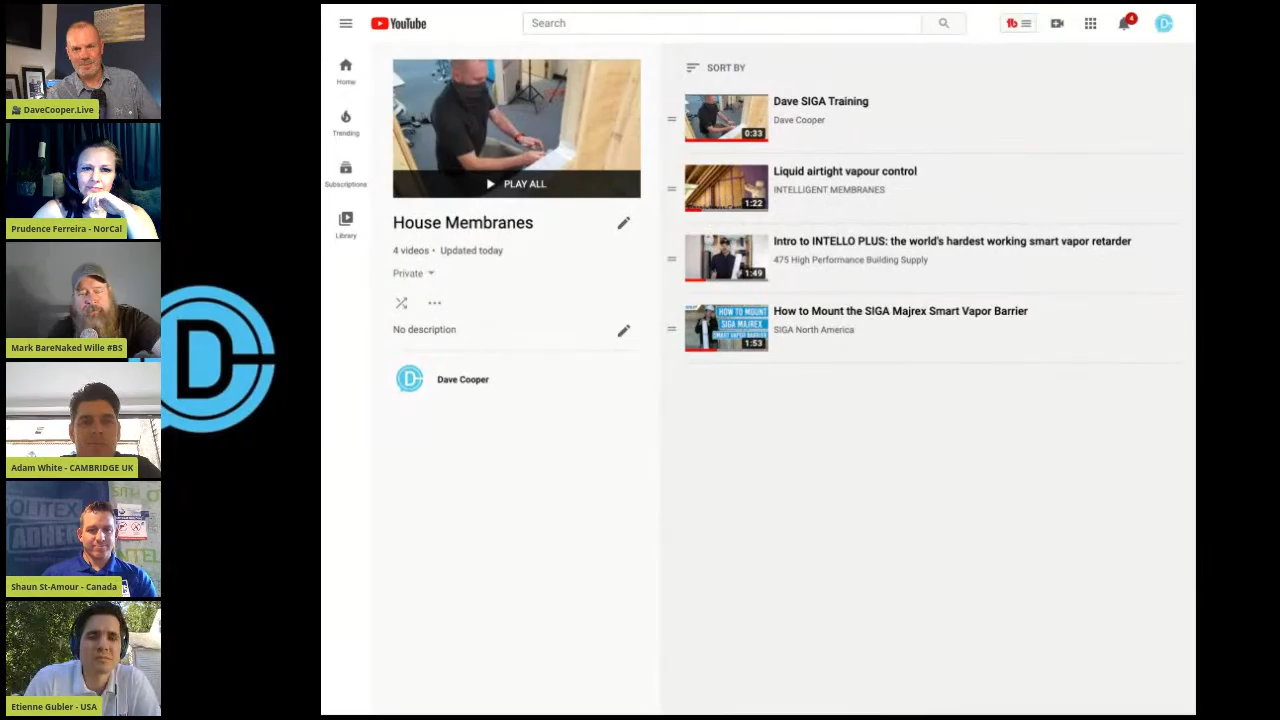 DaveCooper.Live
Prudence Ferreira - NorCal
Mark BareNaked Wille #BS
Adam White - CAMBRIDGE UK
SOLITEX
ADHE
Shaun St-Amour - Canada
Etienne Gubler - USA
D
YouTube
Search
4
Home
Trending
Subscriptions
Library
PLAY ALL
House Membranes
4 videos • Updated today
Private
No description
Dave Cooper
SORT BY
Dave SIGA Training
Dave Cooper
0:33
Liquid airtight vapour control
INTELLIGENT MEMBRANES
1:22
Intro to INTELLO PLUS: the world's hardest working smart vapor retarder
475 High Performance Building Supply
1:49
How to Mount the SIGA Majrex Smart Vapor Barrier
SIGA North America
HOW TO MOUNT
SIGA MAJREX
SMART VAPOR BARRIER
1:53